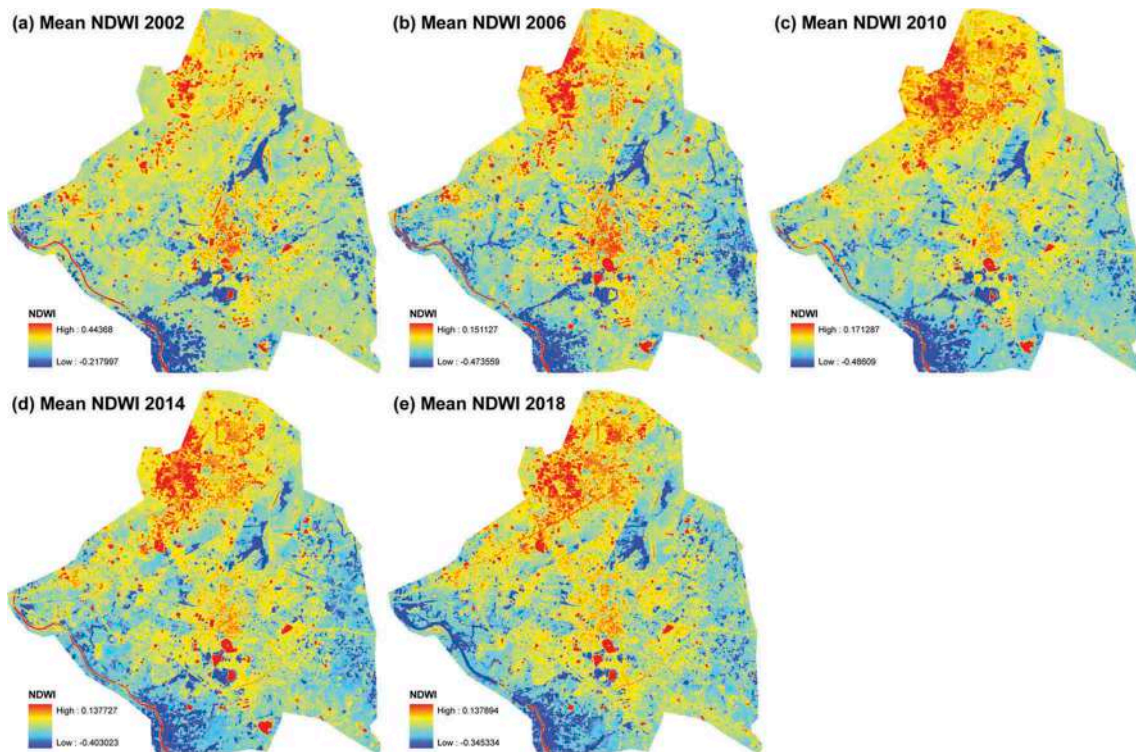 (a) Mean NDWI 2002
(b) Mean NDWI 2006
(c) Mean NDWI 2010
NDWI
High : 0.44368
Low : -0.217997
NDWI
High : 0.151127
Low : -0.473559
NDWI
High : 0.171287
Low : -0.48609
(d) Mean NDWI 2014
(e) Mean NDWI 2018
NDWI
High : 0.137727
Low : -0.403023
NDWI
High : 0.137894
Low : -0.345334